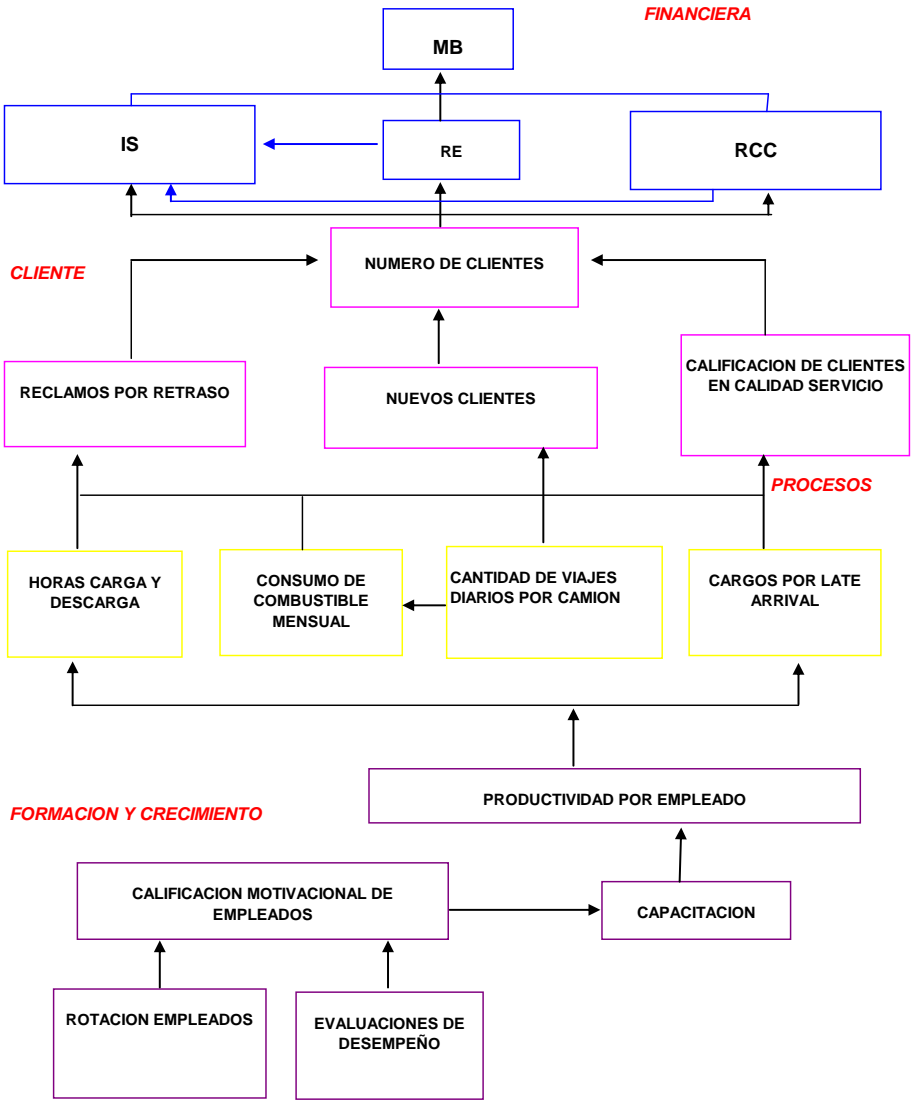 FINANCIERA
MB
IS
RE
RCC
CLIENTE
NUMERO DE CLIENTES
RECLAMOS POR RETRASO
NUEVOS CLIENTES
CALIFICACION DE CLIENTES
EN CALIDAD SERVICIO
PROCESOS
HORAS CARGA Y
DESCARGA
CONSUMO DE
COMBUSTIBLE
MENSUAL
CANTIDAD DE VIAJES
DIARIOS POR CAMION
CARGOS POR LATE
ARRIVAL
PRODUCTIVIDAD POR EMPLEADO
FORMACION Y CRECIMIENTO
CALIFICACION MOTIVACIONAL DE
EMPLEADOS
CAPACITACION
ROTACION EMPLEADOS
EVALUACIONES DE
DESEMPEÑO